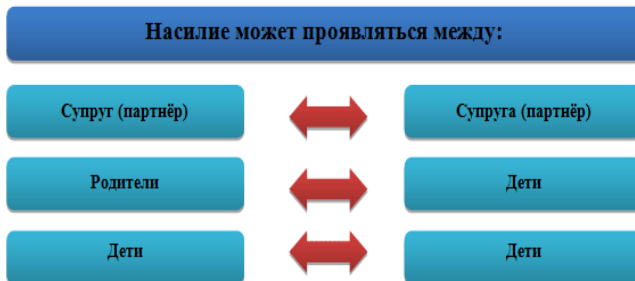 Насилие может проявляться между:
Супруг (партнёр)
Супруга (партнёр)
Родители
Дети
Дети
Дети